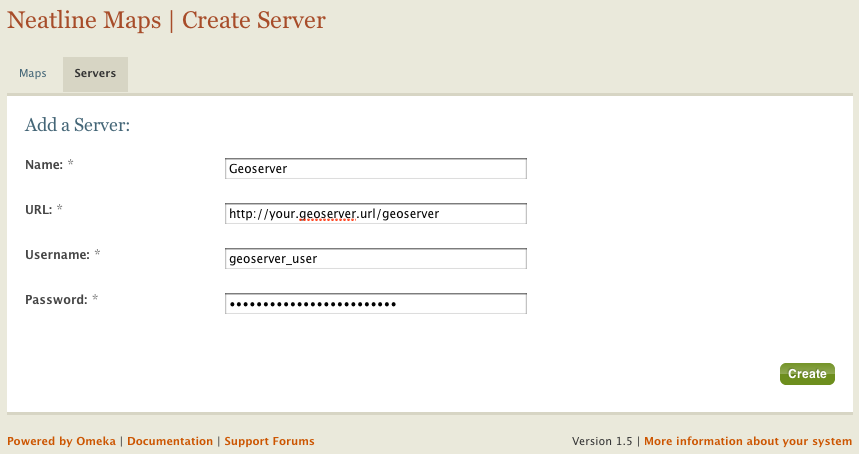 Neatline Maps | Create Server
Maps Servers
Add a Server:
Name: * Geoserver
URL: * http://your.geoserver.url/geoserver
Username: * geoserver_user
Password: * •••••••••••••••••••••••••
Create
Powered by Omeka | Documentation | Support Forums Version 1.5 | More information about your system